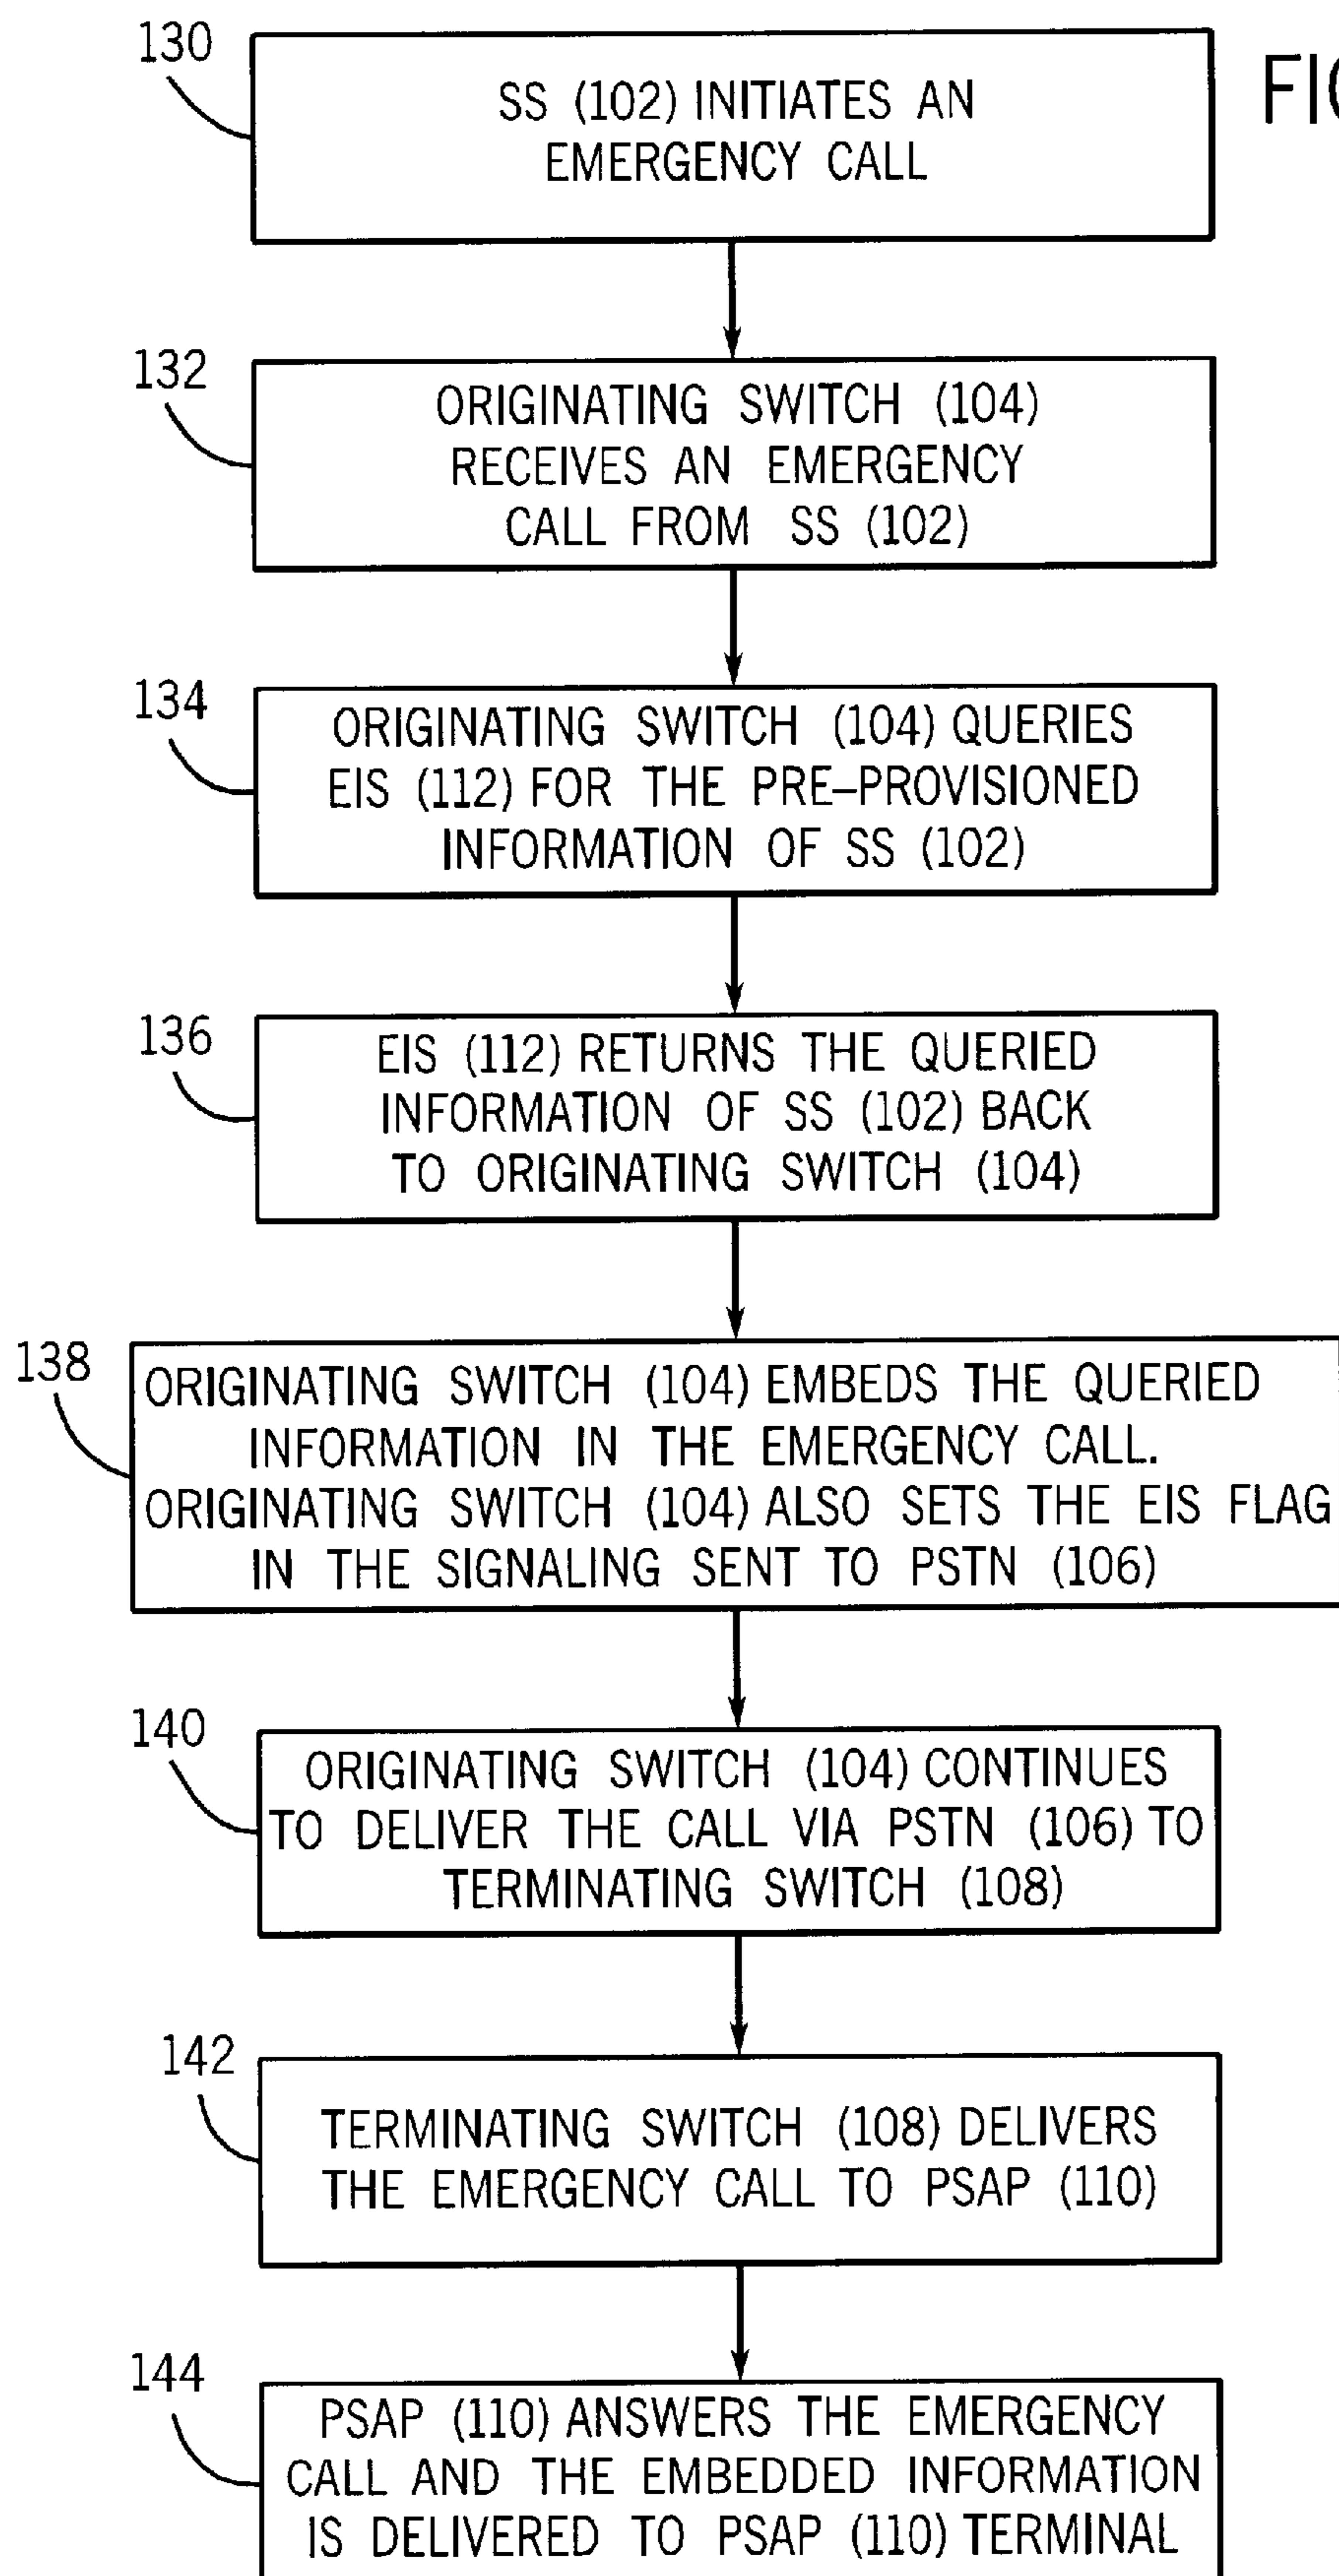 130
SS (102) INITIATES AN
EMERGENCY CALL
132
ORIGINATING SWITCH (104)
RECEIVES AN EMERGENCY
CALL FROM SS (102)
134
ORIGINATING SWITCH (104) QUERIES
EIS (112) FOR THE PRE-PROVISIONED
INFORMATION OF SS (102)
136
EIS (112) RETURNS THE QUERIED
INFORMATION OF SS (102) BACK
TO ORIGINATING SWITCH (104)
138
ORIGINATING SWITCH (104) EMBEDS THE QUERIED
INFORMATION IN THE EMERGENCY CALL.
ORIGINATING SWITCH (104) ALSO SETS THE EIS FLAG
IN THE SIGNALING SENT TO PSTN (106)
140
ORIGINATING SWITCH (104) CONTINUES
TO DELIVER THE CALL VIA PSTN (106) TO
TERMINATING SWITCH (108)
142
TERMINATING SWITCH (108) DELIVERS
THE EMERGENCY CALL TO PSAP (110)
144
PSAP (110) ANSWERS THE EMERGENCY
CALL AND THE EMBEDDED INFORMATION
IS DELIVERED TO PSAP (110) TERMINAL